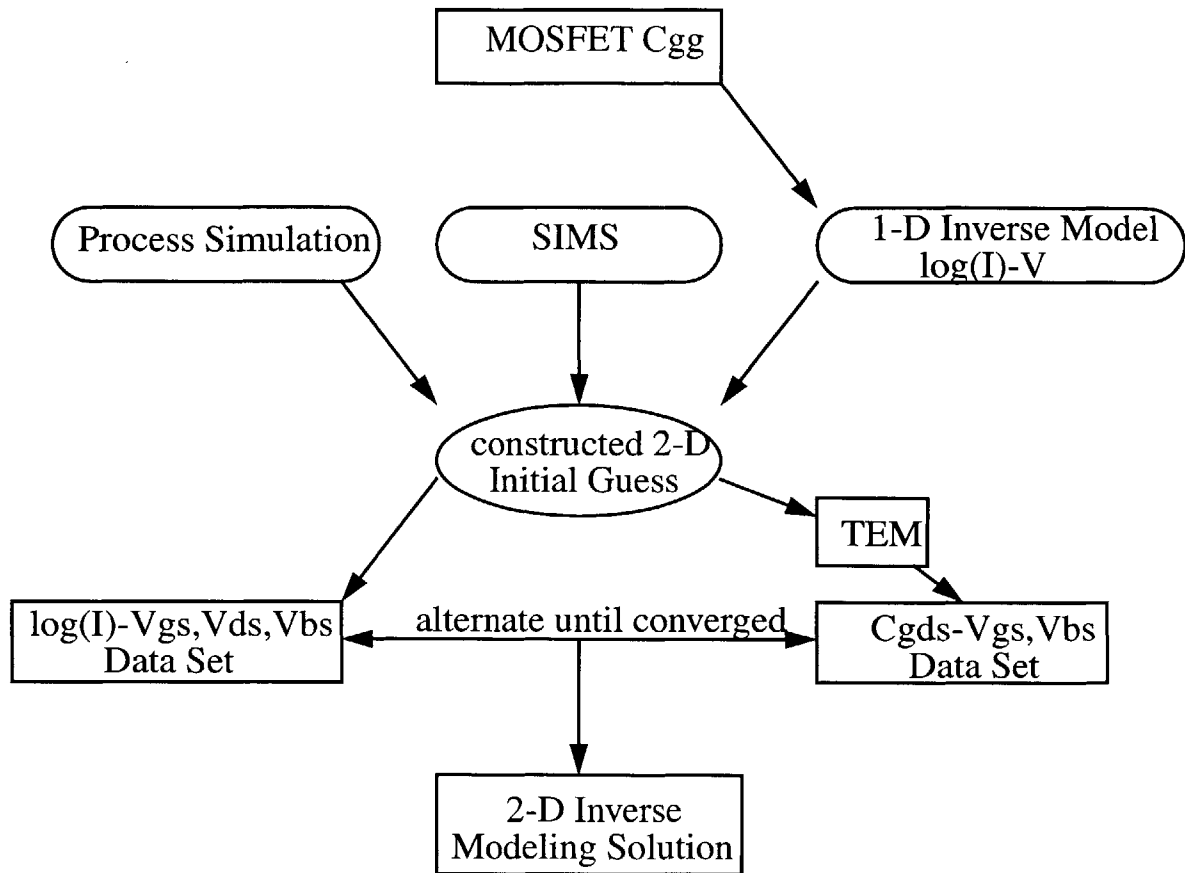 MOSFET Cgg
Process Simulation
SIMS
1-D Inverse Model
log(I)-V
constructed 2-D
Initial Guess
TEM
log(I)-Vgs,Vds,Vbs
Data Set
alternate until converged
Cgds-Vgs,Vbs
Data Set
2-D Inverse
Modeling Solution